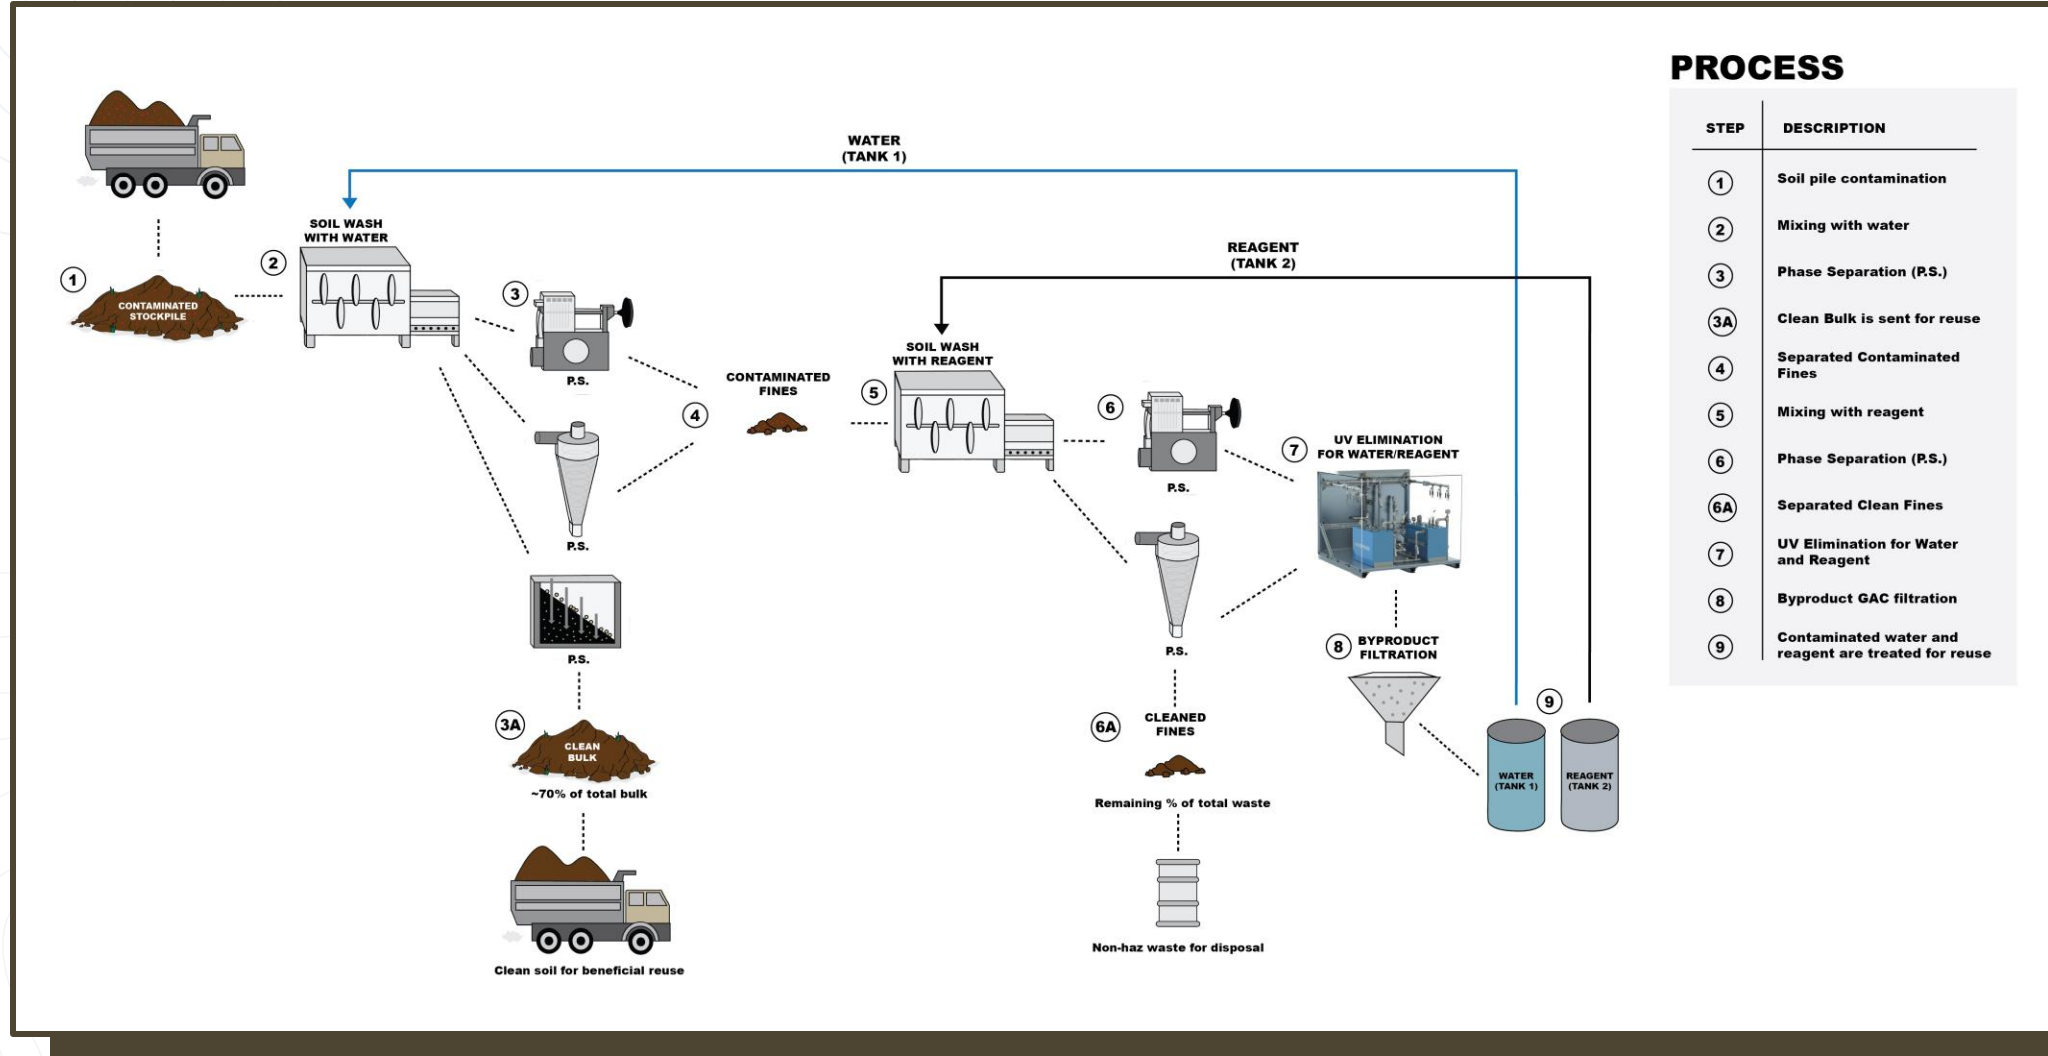 PROCESS
STEP DESCRIPTION
1 Soil pile contamination
2 Mixing with water
3 Phase Separation (P.S.)
3A Clean Bulk is sent for reuse
4 Separated Contaminated
Fines
5 Mixing with reagent
6 Phase Separation (P.S.)
6A Separated Clean Fines
7 UV Elimination for Water
and Reagent
8 Byproduct GAC filtration
9 Contaminated water and
reagent are treated for reuse
WATER
(TANK 1)
REAGENT
(TANK 2)
1
CONTAMINATED
STOCKPILE
2
SOIL WASH
WITH WATER
3
P.S.
P.S.
P.S.
3A
CLEAN
BULK
~70% of total bulk
Clean soil for beneficial reuse
4
CONTAMINATED
FINES
5
SOIL WASH
WITH REAGENT
6
P.S.
P.S.
6A
CLEANED
FINES
Remaining % of total waste
Non-haz waste for disposal
7
UV ELIMINATION
FOR WATER/REAGENT
8
BYPRODUCT
FILTRATION
9
WATER
(TANK 1)
REAGENT
(TANK 2)